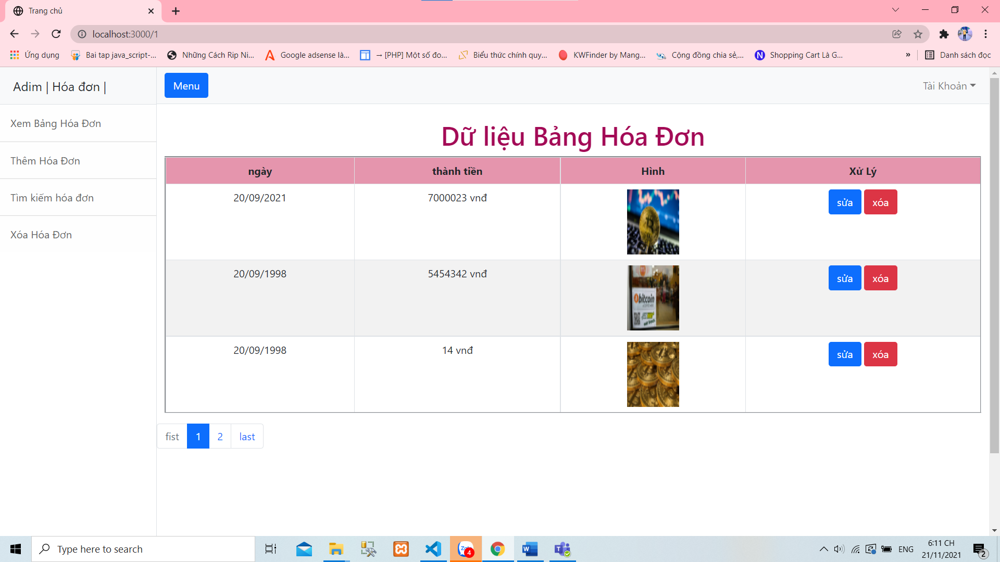 Trang chủ
localhost:3000/1
Ứng dụng
Bai tap java_script-...
Những Cách Rip Ni...
Google adsense là...
→ [PHP] Một số đo...
Biểu thức chính quy...
KWFinder by Mang...
Cộng đồng chia sẻ,...
Shopping Cart Là G...
»
Danh sách đọc
Adim | Hóa đơn |
Menu
Tài Khoản
Xem Bảng Hóa Đơn
Thêm Hóa Đơn
Tìm kiếm hóa đơn
Xóa Hóa Đơn
Dữ liệu Bảng Hóa Đơn
ngày thành tiền Hình Xử Lý
20/09/2021 7000023 vnđ sửa xóa
20/09/1998 5454342 vnđ sửa xóa
bitcoin
20/09/1998 14 vnđ sửa xóa
fist 1 2 last
Type here to search
4
ENG
6:11 CH
21/11/2021
2